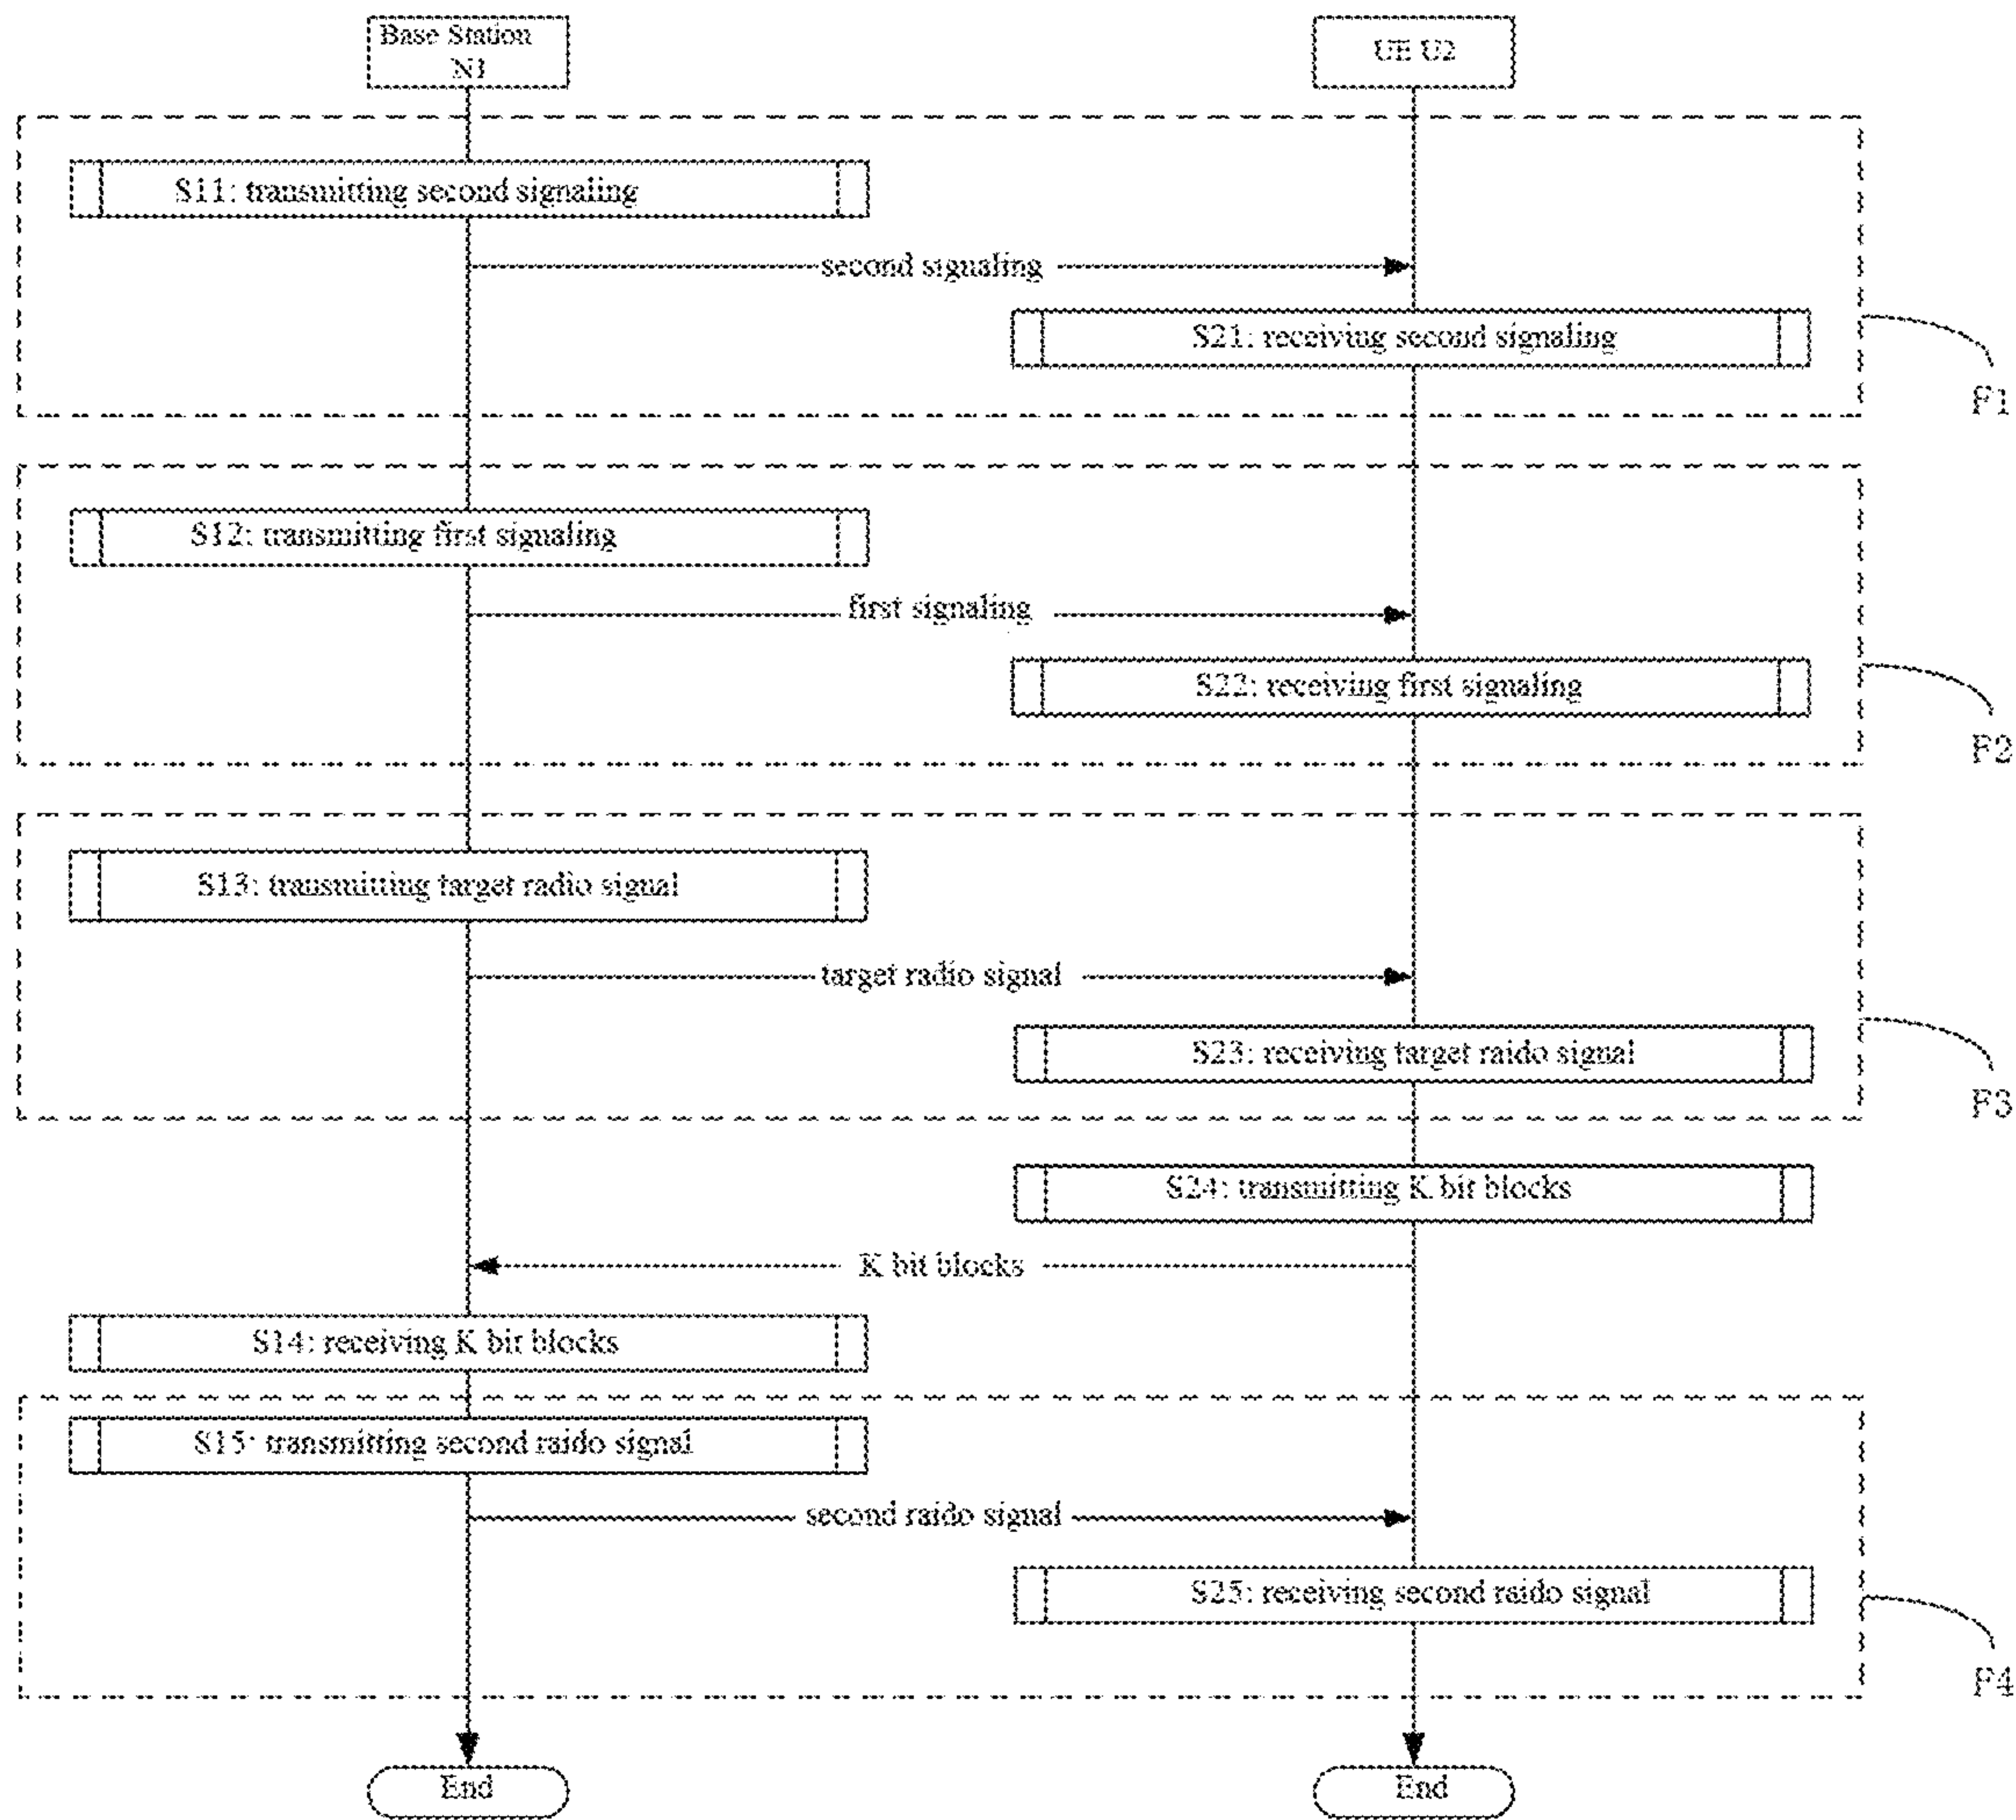 Base Station
N1
UE U2
S11: transmitting second signaling
second signaling
S21: receiving second signaling
F1
S12: transmitting first signaling
first signaling
S22: receiving first signaling
F2
S13: transmitting target radio signal
target radio signal
S23: receiving target raido signal
F3
S24: transmitting K bit blocks
K bit blocks
S14: receiving K bit blocks
S15: transmitting second raido signal
second raido signal
S25: receiving second raido signal
F4
End
End